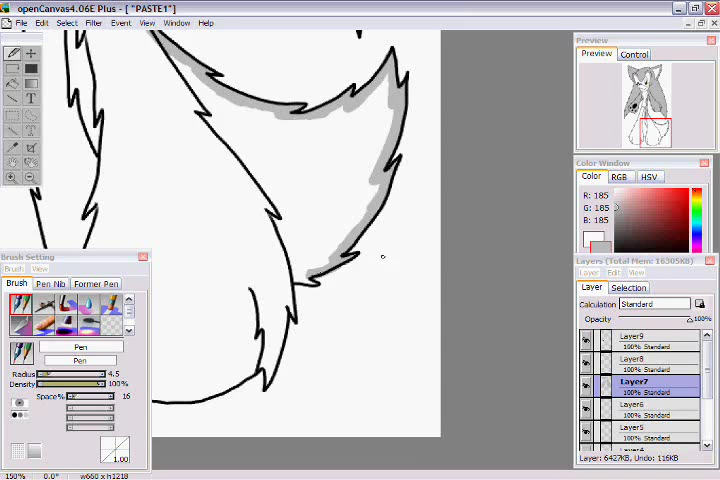 openCanvas4.06E Plus - [ "PASTE1"]
File Edit Select Filter Event View Window Help
Preview
Preview Control
Color Window
Color RGB HSV
R: 185
G: 185
B: 185
Brush Setting
Brush View
Brush Pen Nib Former Pen
Pen
Pen
Radius 4.5
Density 100%
Space% 16
1.00
Layers (Total Mem: 16305KB)
Layer Edit View
Layer Selection
Calculation Standard
Opacity 100%
Layer9
100% Standard
Layer8
100% Standard
Layer7
100% Standard
Layer6
100% Standard
Layer5
100% Standard
Layer: 6427KB, Undo: 116KB
150% 0.0° w660 x h1218